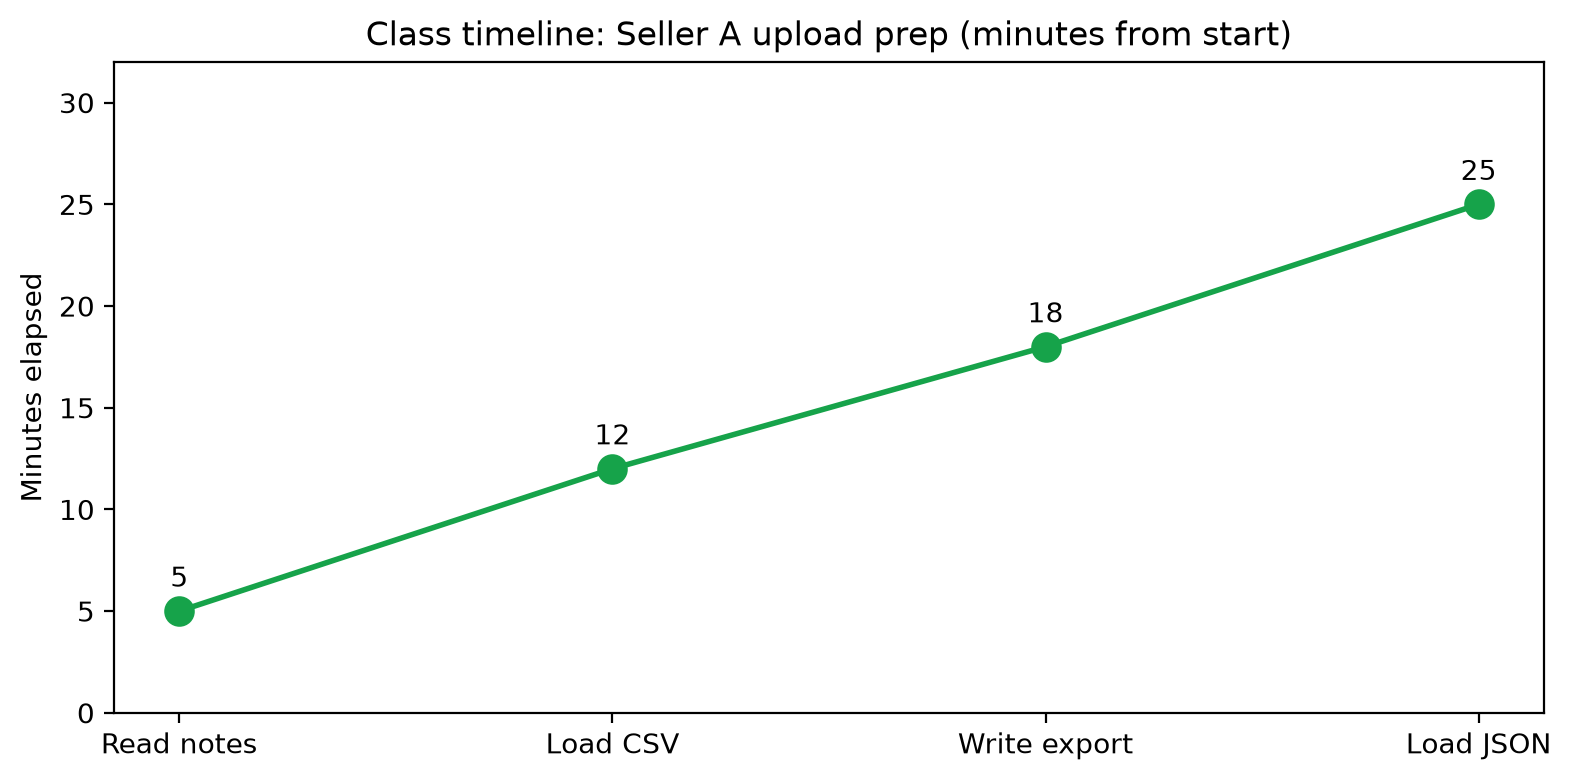 Class timeline: Seller A upload prep (minutes from start)
Minutes elapsed
30
25
20
15
10
5
0
5
12
18
25
Read notes
Load CSV
Write export
Load JSON